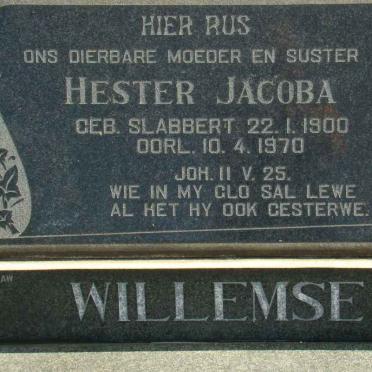 HIER RUS
ONS DIERBARE MOEDER EN SUSTER
HESTER JACOBA
GEB. SLABBERT 22.1.1900
OORL. 10.4.1970
JOH. 11 V. 25.
WIE IN MY GLO SAL LEWE
AL HET HY OOK GESTERWE.
AW
WILLEMSE